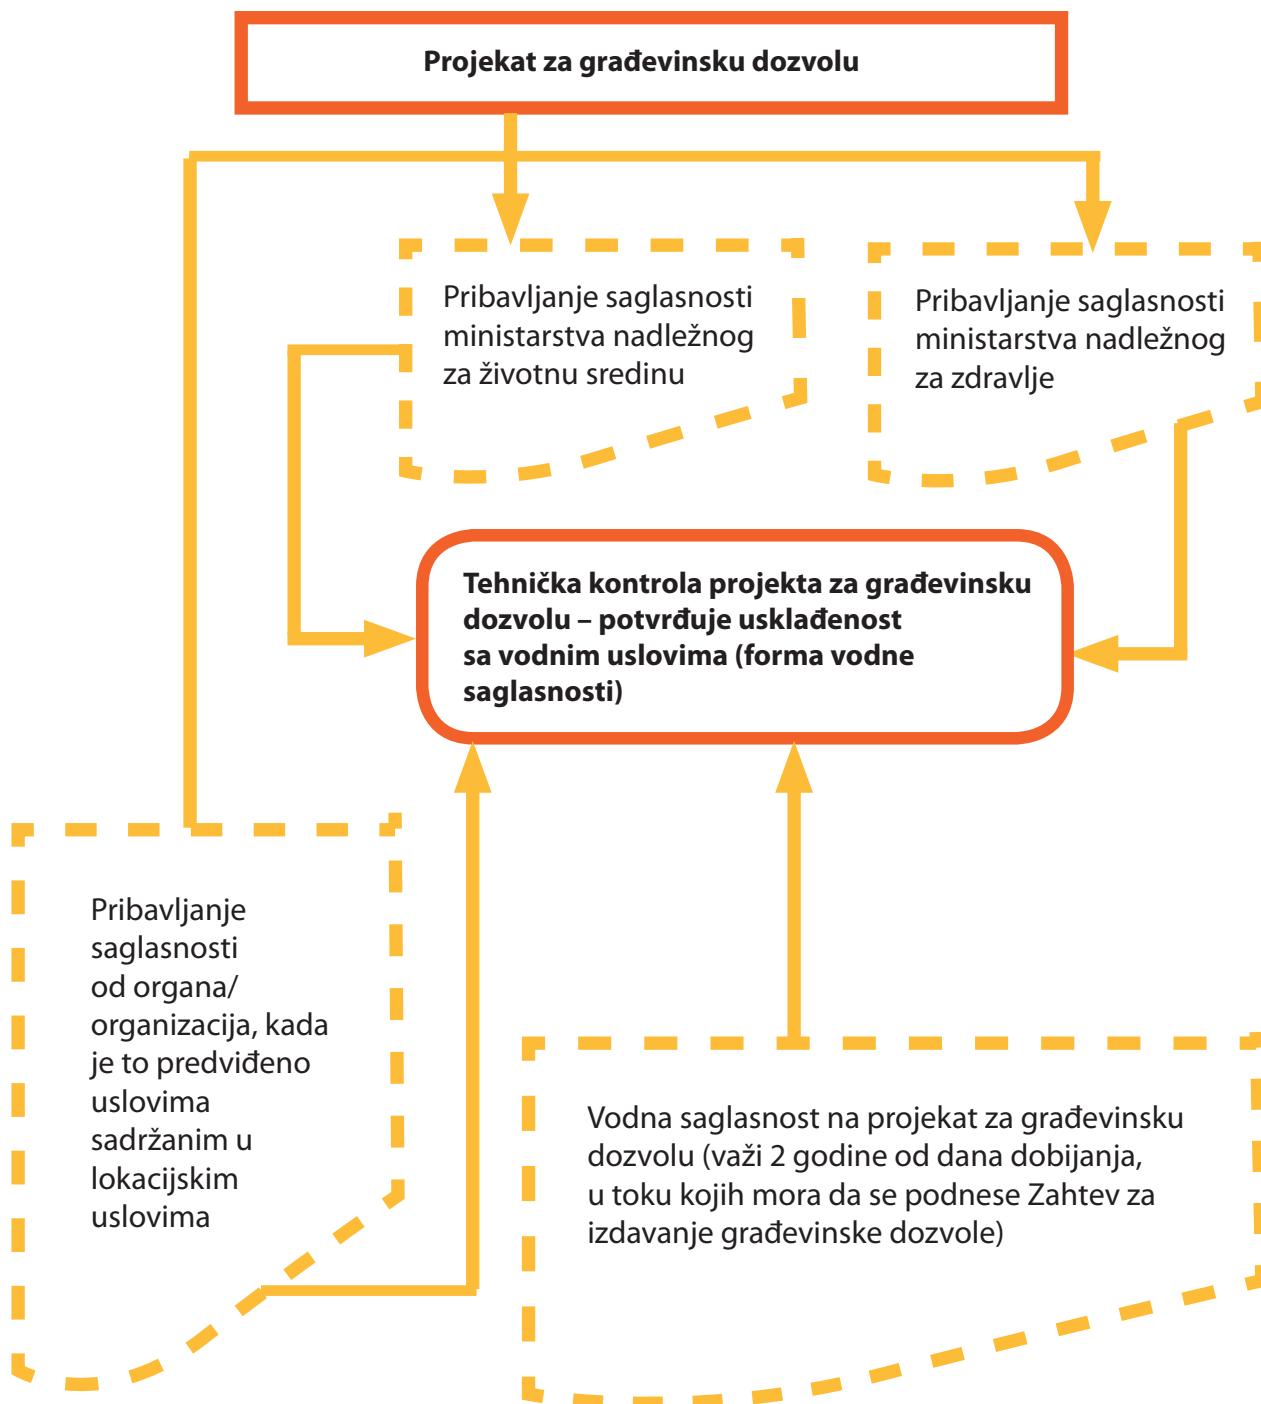 Projekat za građevinsku dozvolu
Pribavljanje saglasnosti
ministarstva nadležnog
za životnu sredinu
Pribavljanje saglasnosti
ministarstva nadležnog
za zdravlje
Tehnička kontrola projekta za građevinsku
dozvolu – potvrđuje usklađenost
sa vodnim uslovima (forma vodne
saglasnosti)
Pribavljanje
saglasnosti
od organa/
organizacija, kada
je to predviđeno
uslovima
sadržanim u
lokacijskim
uslovima
Vodna saglasnost na projekat za građevinsku
dozvolu (važi 2 godine od dana dobijanja,
u toku kojih mora da se podnese Zahtev za
izdavanje građevinske dozvole)